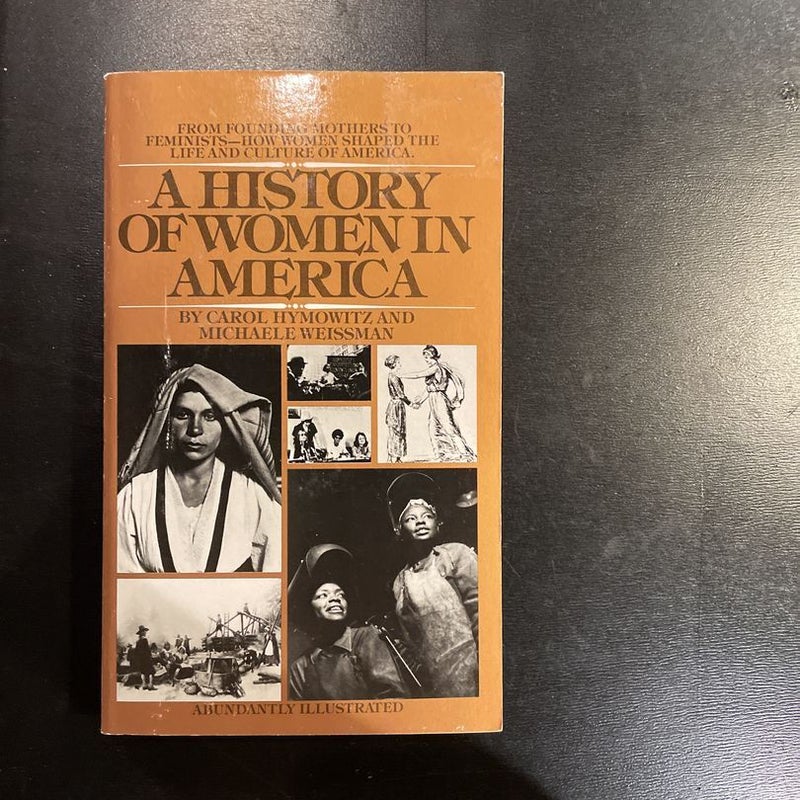 FROM FOUNDING MOTHERS TO
FEMINISTS—HOW WOMEN SHAPED THE
LIFE AND CULTURE OF AMERICA.
A HISTORY
OF WOMEN IN
AMERICA
BY CAROL HYMOWITZ AND
MICHAELE WEISSMAN
ABUNDANTLY ILLUSTRATED